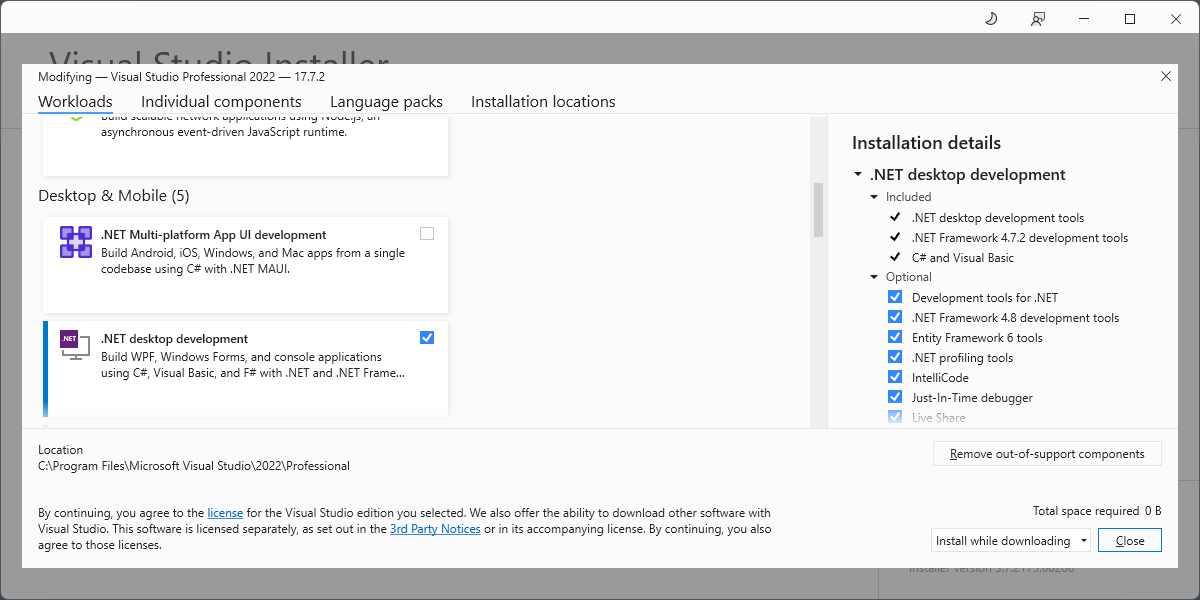 Visual Studio Installer
Modifying — Visual Studio Professional 2022 — 17.7.2
Workloads Individual components Language packs Installation locations
Build scalable network applications using Node.js, an
asynchronous event-driven JavaScript runtime.
Desktop & Mobile (5)
.NET Multi-platform App UI development
Build Android, iOS, Windows, and Mac apps from a single
codebase using C# with .NET MAUI.
.NET
.NET desktop development
Build WPF, Windows Forms, and console applications
using C#, Visual Basic, and F# with .NET and .NET Frame...
Installation details
.NET desktop development
Included
.NET desktop development tools
.NET Framework 4.7.2 development tools
C# and Visual Basic
Optional
Development tools for .NET
.NET Framework 4.8 development tools
Entity Framework 6 tools
.NET profiling tools
IntelliCode
Just-In-Time debugger
Live Share
Location
C:\Program Files\Microsoft Visual Studio\2022\Professional
Remove out-of-support components
By continuing, you agree to the license for the Visual Studio edition you selected. We also offer the ability to download other software with
Visual Studio. This software is licensed separately, as set out in the 3rd Party Notices or in its accompanying license. By continuing, you also
agree to those licenses.
Total space required 0 B
Install while downloading
Close
Installer version